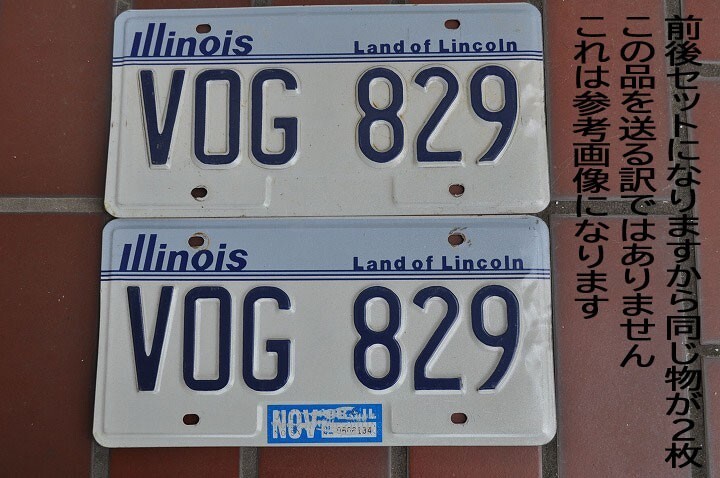 Illinois
Land of Lincoln
VOG 829
Illinois
Land of Lincoln
VOG 829
NOV
IL
前後セットになりますから同じ物が2枚
この品を送る訳ではありません
これは参考画像になります